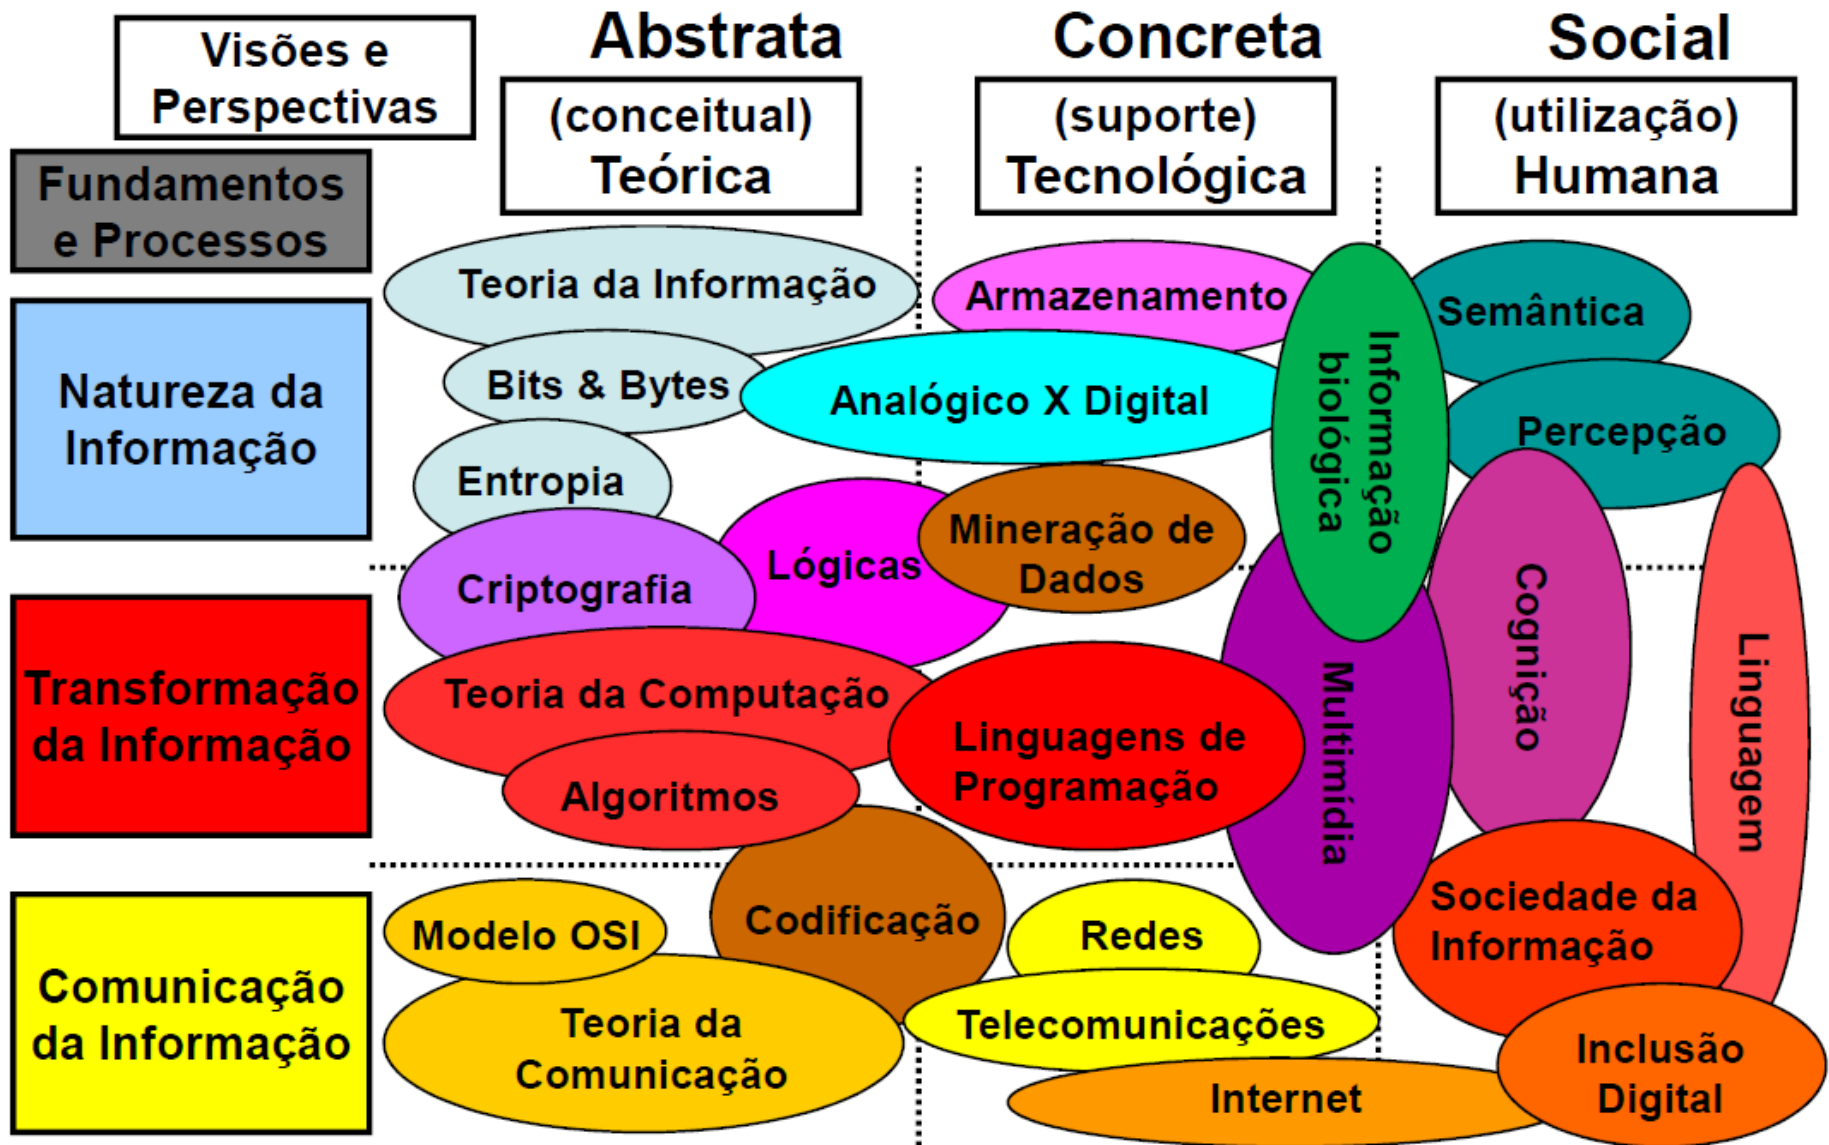 Visões e
Perspectivas
Abstrata
(conceitual)
Teórica
Concreta
(suporte)
Tecnológica
Social
(utilização)
Humana
Fundamentos
e Processos
Natureza da
Informação
Teoria da Informação
Bits & Bytes
Entropia
Armazenamento
Analógico X Digital
Informação
biológica
Semântica
Percepção
Mineração de
Dados
Lógicas
Criptografia
Transformação
da Informação
Teoria da Computação
Algoritmos
Linguagens de
Programação
Multimídia
Cognição
Linguagem
Comunicação
da Informação
Modelo OSI
Codificação
Teoria da
Comunicação
Redes
Telecomunicações
Internet
Sociedade da
Informação
Inclusão
Digital